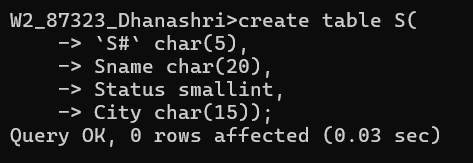 W2_87323_Dhanashri>create table S(
    -> `S#` char(5),
    -> Sname char(20),
    -> Status smallint,
    -> City char(15));
Query OK, 0 rows affected (0.03 sec)